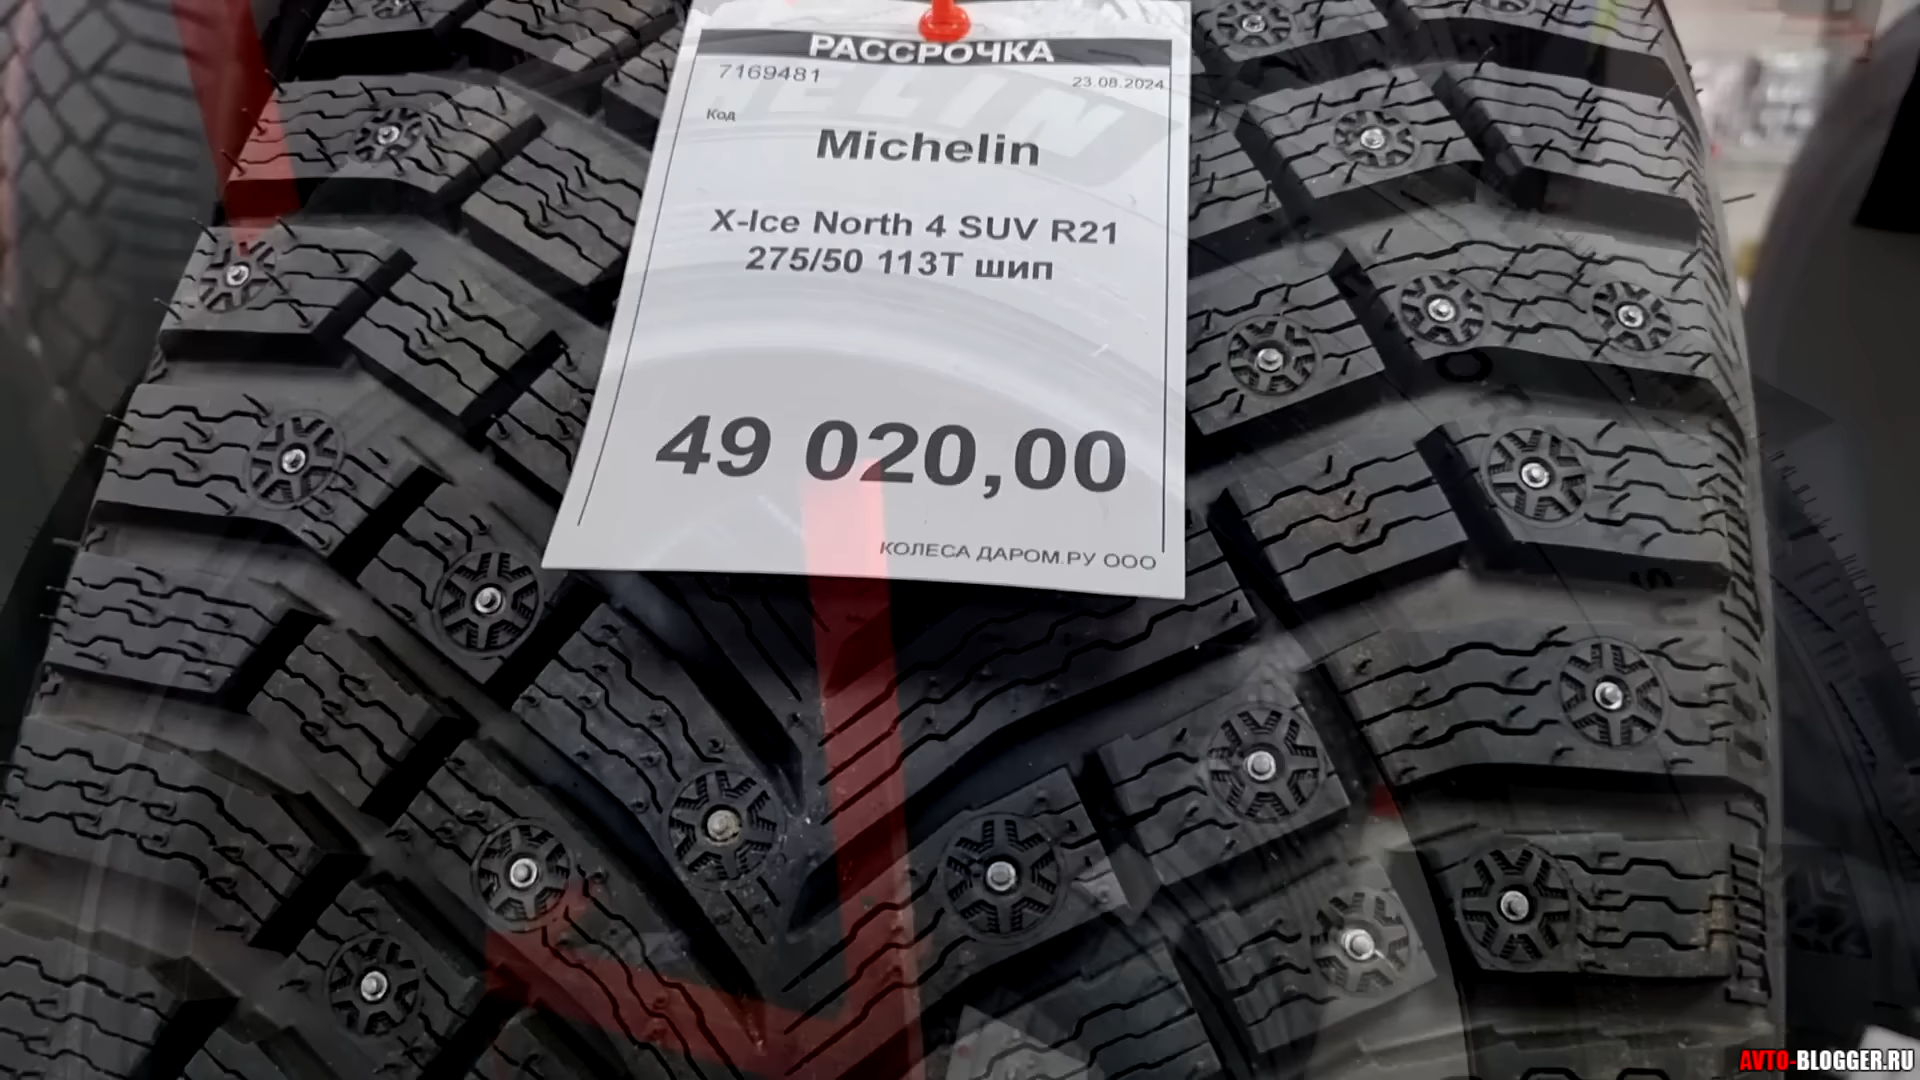 РАССРОЧКА
7169481
23.08.2024
Код
Michelin
X-Ice North 4 SUV R21
275/50 113T шип
49 020,00
КОЛЕСА ДАРОМ.РУ ООО
AVTO-BLOGGER.RU